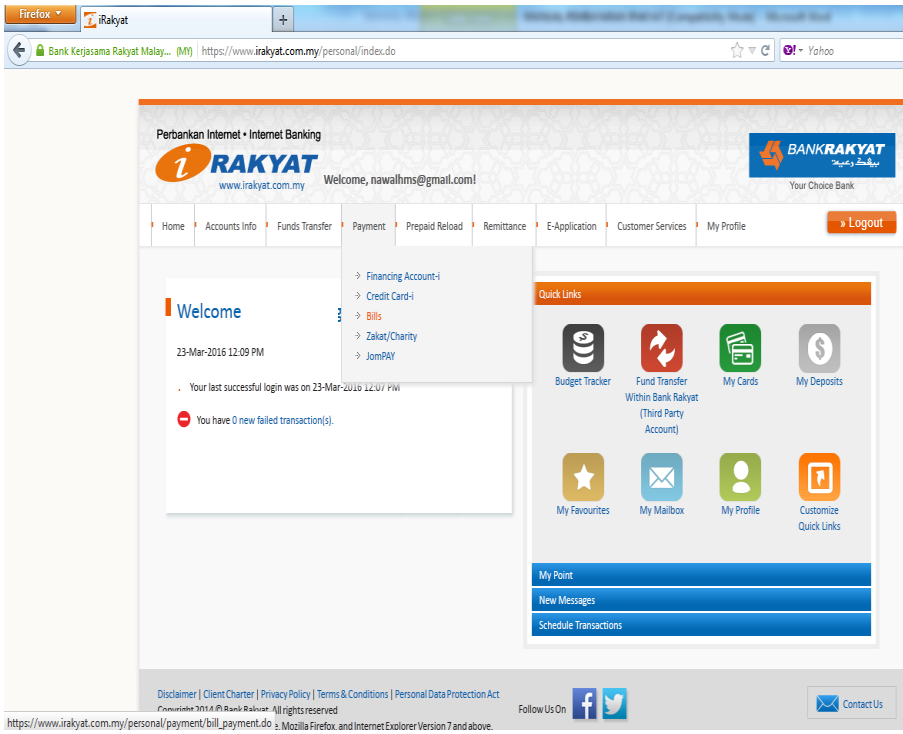 Firefox
iRakyat
+
Bank Kerjasama Rakyat Malay... (MY) https://www.irakyat.com.my/personal/index.do
Yahoo
Perbankan Internet • Internet Banking
i RAKYAT
www.irakyat.com.my
Welcome, nawalhms@gmail.com!
BANKRAKYAT
Your Choice Bank
Home Accounts Info Funds Transfer Payment Prepaid Reload Remittance E-Application Customer Services My Profile
» Logout
Financing Account-i
Credit Card-i
Bills
Zakat/Charity
JomPAY
Welcome
23-Mar-2016 12:09 PM
. Your last successful login was on 23-Mar-2016 12:07 PM
You have 0 new failed transaction(s).
Quick Links
Budget Tracker
Fund Transfer
Within Bank Rakyat
(Third Party
Account)
My Cards
My Deposits
My Favourites
My Mailbox
My Profile
Customize
Quick Links
My Point
New Messages
Schedule Transactions
Disclaimer | Client Charter | Privacy Policy | Terms & Conditions | Personal Data Protection Act
Copyright 2014 © Bank Rakyat. All rights reserved
Mozilla Firefox, and Internet Explorer Version 7 and above.
Follow Us On
Contact Us
https://www.irakyat.com.my/personal/payment/bill_payment.do